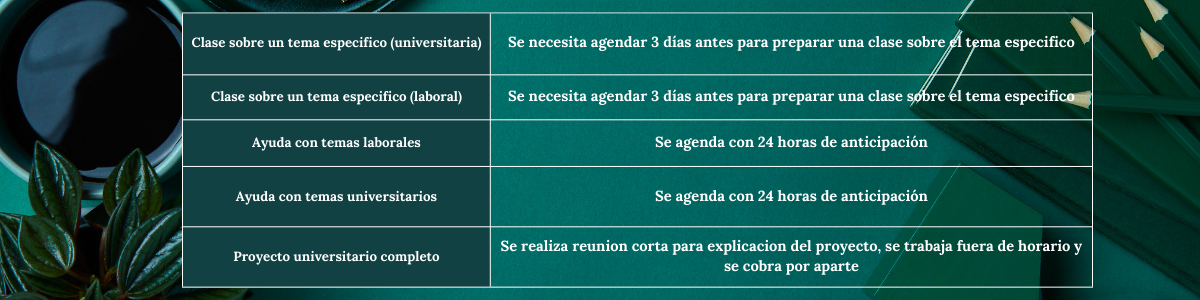 Clase sobre un tema especifico (universitaria)
Se necesita agendar 3 días antes para preparar una clase sobre el tema especifico
Clase sobre un tema especifico (laboral)
Se necesita agendar 3 días antes para preparar una clase sobre el tema especifico
Ayuda con temas laborales
Se agenda con 24 horas de anticipación
Ayuda con temas universitarios
Se agenda con 24 horas de anticipación
Proyecto universitario completo
Se realiza reunion corta para explicacion del proyecto, se trabaja fuera de horario y
se cobra por aparte